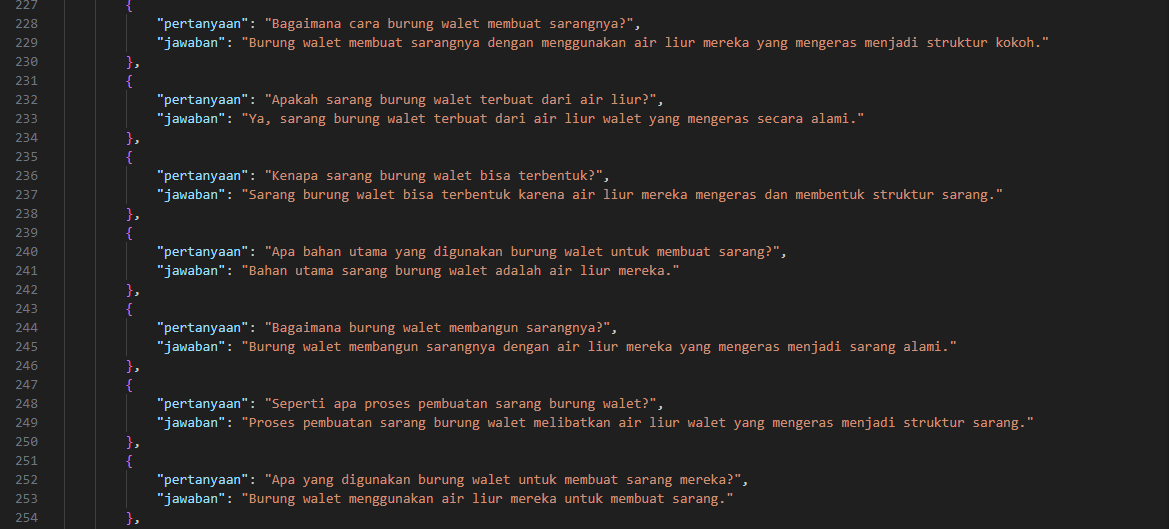 227 {
228 "pertanyaan": "Bagaimana cara burung walet membuat sarangnya?",
229 "jawaban": "Burung walet membuat sarangnya dengan menggunakan air liur mereka yang mengeras menjadi struktur kokoh."
230 },
231 {
232 "pertanyaan": "Apakah sarang burung walet terbuat dari air liur?",
233 "jawaban": "Ya, sarang burung walet terbuat dari air liur walet yang mengeras secara alami."
234 },
235 {
236 "pertanyaan": "Kenapa sarang burung walet bisa terbentuk?",
237 "jawaban": "Sarang burung walet bisa terbentuk karena air liur mereka mengeras dan membentuk struktur sarang."
238 },
239 {
240 "pertanyaan": "Apa bahan utama yang digunakan burung walet untuk membuat sarang?",
241 "jawaban": "Bahan utama sarang burung walet adalah air liur mereka."
242 },
243 {
244 "pertanyaan": "Bagaimana burung walet membangun sarangnya?",
245 "jawaban": "Burung walet membangun sarangnya dengan air liur mereka yang mengeras menjadi sarang alami."
246 },
247 {
248 "pertanyaan": "Seperti apa proses pembuatan sarang burung walet?",
249 "jawaban": "Proses pembuatan sarang burung walet melibatkan air liur walet yang mengeras menjadi struktur sarang."
250 },
251 {
252 "pertanyaan": "Apa yang digunakan burung walet untuk membuat sarang mereka?",
253 "jawaban": "Burung walet menggunakan air liur mereka untuk membuat sarang."
254 },